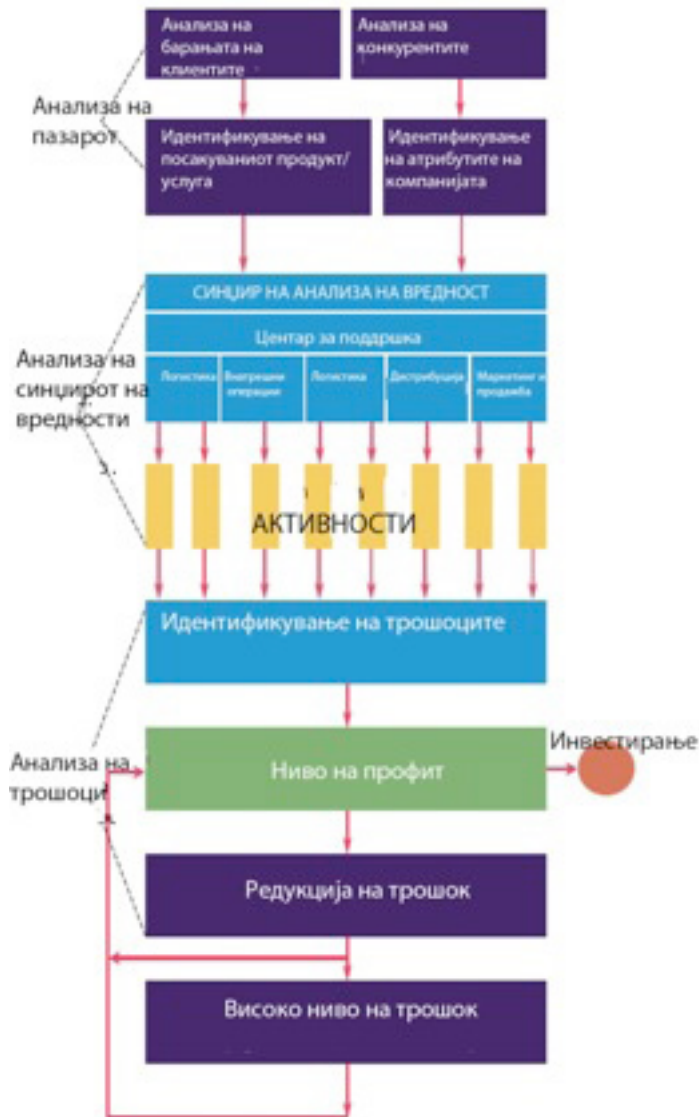 Анализа на
барањата на
клиентите
Анализа на
конкурентите
Анализа на
пазарот
Идентификување на
посакуваниот продукт/
услуга
Идентификување
на атрибутите на
компанијата
СИНЏИР НА АНАЛИЗА НА ВРЕДНОСТ
Центар за поддршка
Анализа на
синџирот на
вредности
Логистика
Внатрешни
операции
Логистика
Дистрибуција
Маркетинг и
продажба
АКТИВНОСТИ
Идентификување на трошоците
Анализа на
трошоци
Ниво на профит
Инвестирање
Редукција на трошок
Високо ниво на трошок